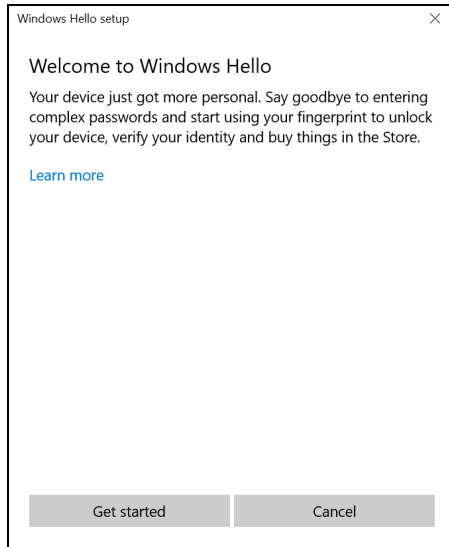 Windows Hello setup
Welcome to Windows Hello
Your device just got more personal. Say goodbye to entering
complex passwords and start using your fingerprint to unlock
your device, verify your identity and buy things in the Store.
Learn more
Get started
Cancel